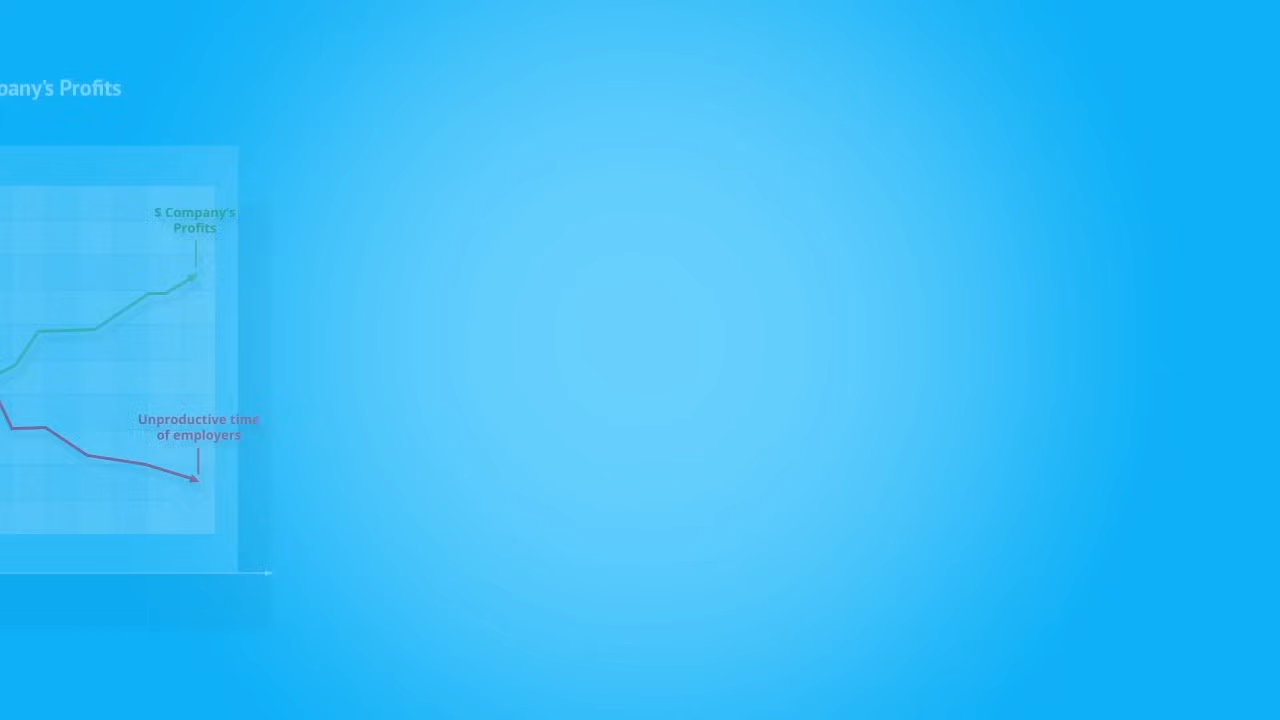 pany's Profits
$ Company's
Profits
Unproductive time
of employers